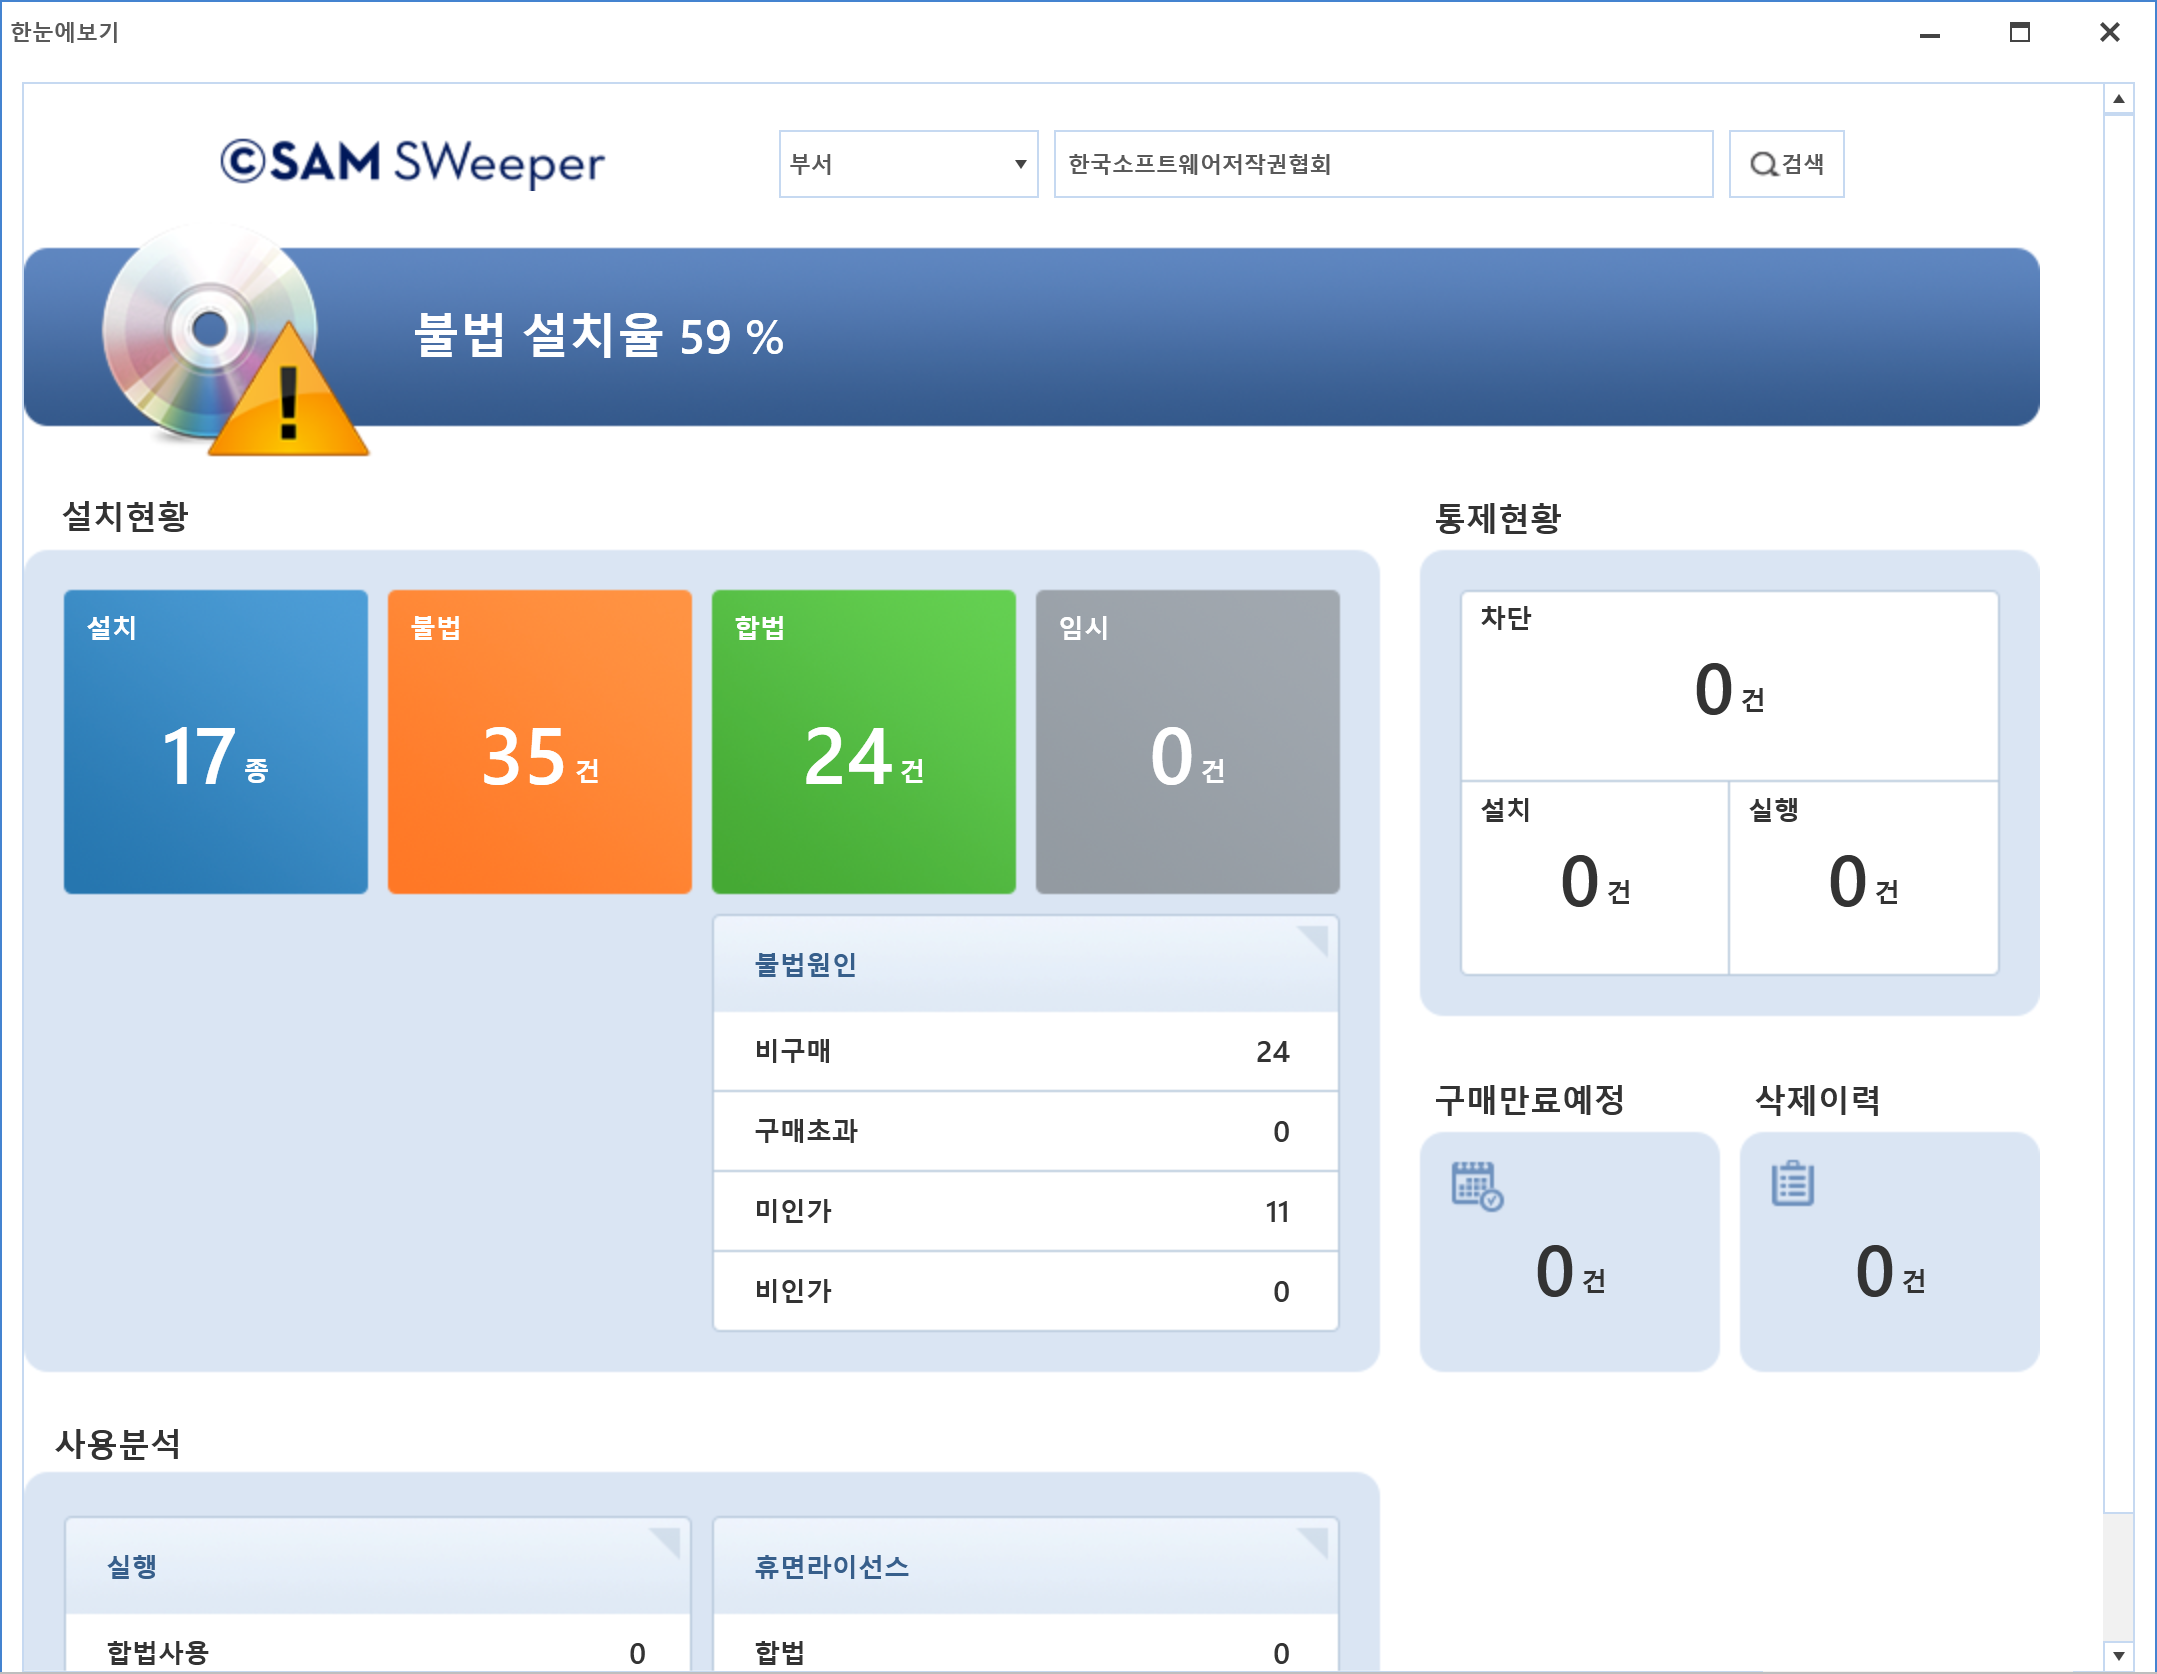 한눈에보기
©SAM SWeeper
부서
한국소프트웨어저작권협회
검색
불법 설치율 59 %
설치현황
설치
17 종
불법
35 건
합법
24 건
임시
0 건
불법원인
비구매 24
구매초과 0
미인가 11
비인가 0
통제현황
차단
0 건
설치
0 건
실행
0 건
구매만료예정
0 건
삭제이력
0 건
사용분석
실행
합법사용 0
휴면라이선스
합법 0